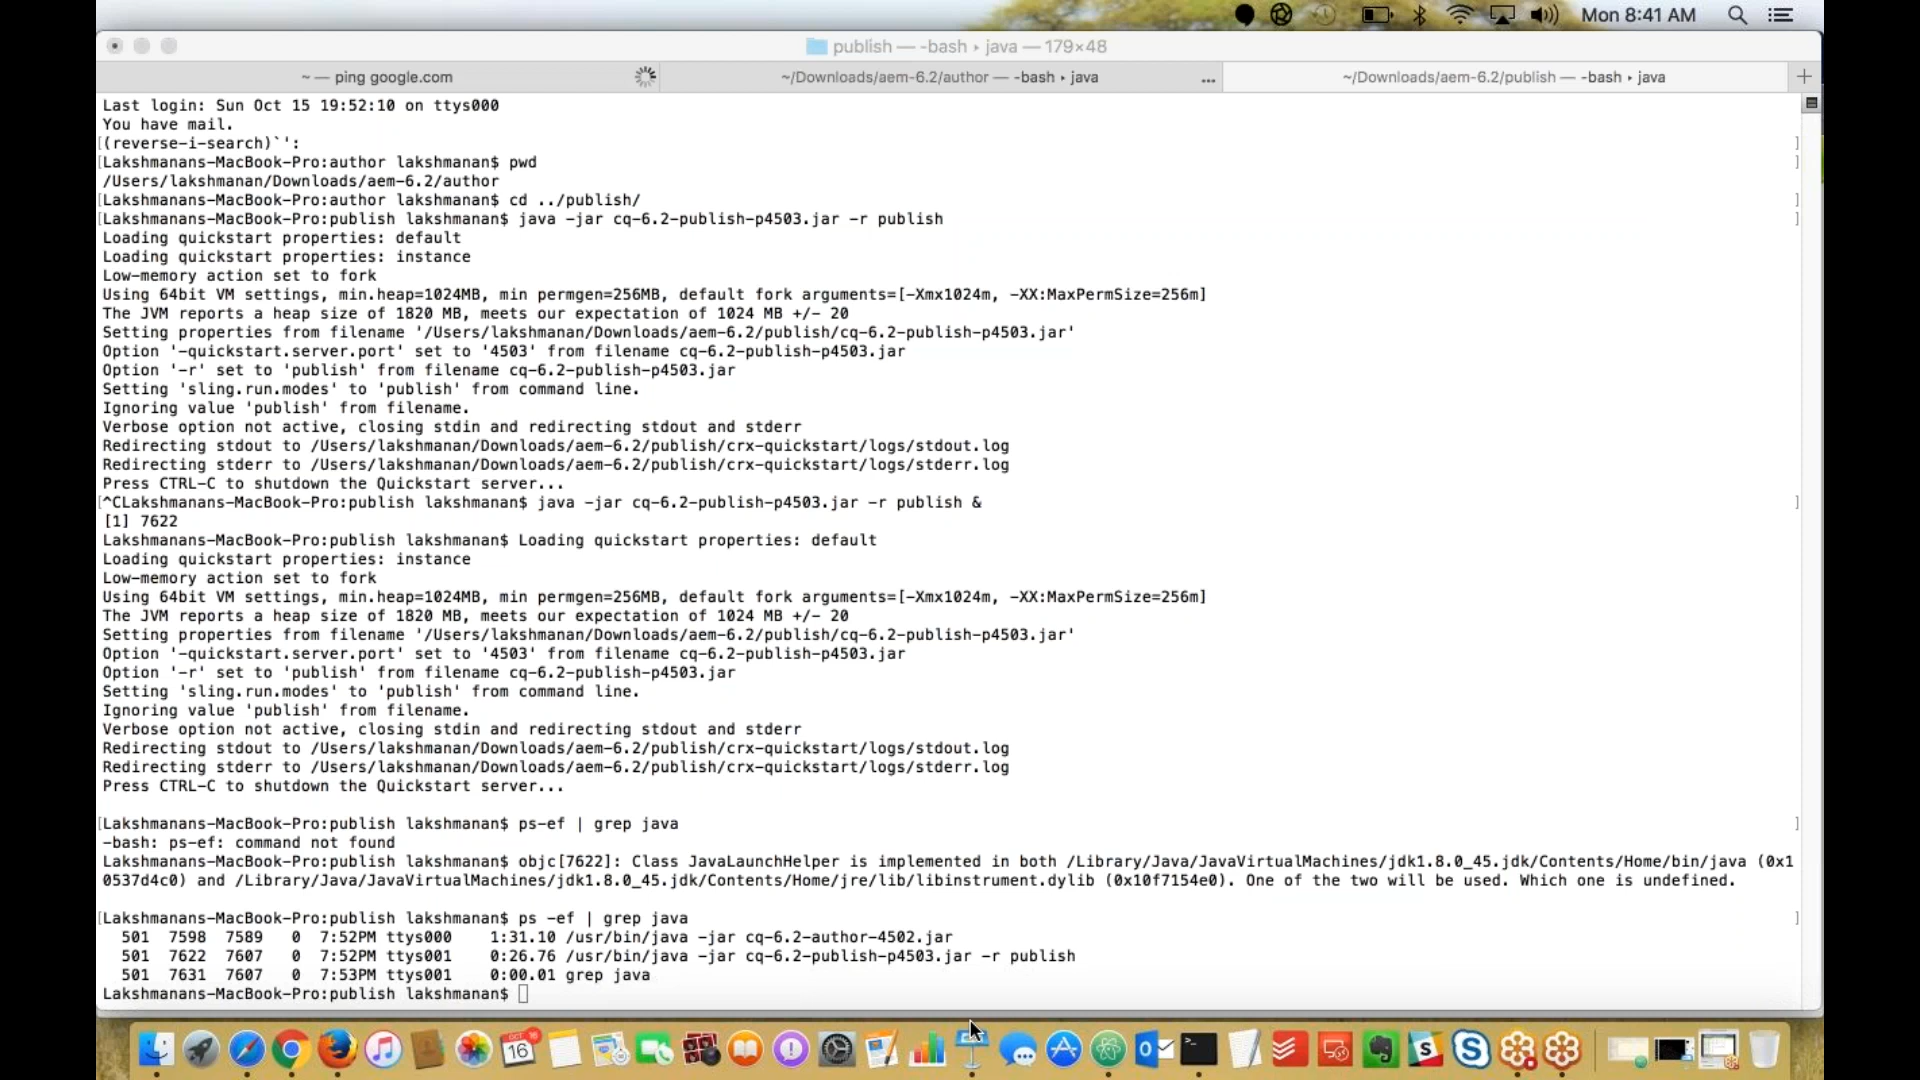 Mon 8:41 AM
publish — -bash ▸ java — 179×48
~ — ping google.com
~/Downloads/aem-6.2/author — -bash ▸ java
...
~/Downloads/aem-6.2/publish — -bash ▸ java
Last login: Sun Oct 15 19:52:10 on ttys000
You have mail.
(reverse-i-search)`':
Lakshmanans-MacBook-Pro:author lakshmanan$ pwd
/Users/lakshmanan/Downloads/aem-6.2/author
Lakshmanans-MacBook-Pro:author lakshmanan$ cd ../publish/
Lakshmanans-MacBook-Pro:publish lakshmanan$ java -jar cq-6.2-publish-p4503.jar -r publish
Loading quickstart properties: default
Loading quickstart properties: instance
Low-memory action set to fork
Using 64bit VM settings, min.heap=1024MB, min permgen=256MB, default fork arguments=[-Xmx1024m, -XX:MaxPermSize=256m]
The JVM reports a heap size of 1820 MB, meets our expectation of 1024 MB +/- 20
Setting properties from filename '/Users/lakshmanan/Downloads/aem-6.2/publish/cq-6.2-publish-p4503.jar'
Option '-quickstart.server.port' set to '4503' from filename cq-6.2-publish-p4503.jar
Option '-r' set to 'publish' from filename cq-6.2-publish-p4503.jar
Setting 'sling.run.modes' to 'publish' from command line.
Ignoring value 'publish' from filename.
Verbose option not active, closing stdin and redirecting stdout and stderr
Redirecting stdout to /Users/lakshmanan/Downloads/aem-6.2/publish/crx-quickstart/logs/stdout.log
Redirecting stderr to /Users/lakshmanan/Downloads/aem-6.2/publish/crx-quickstart/logs/stderr.log
Press CTRL-C to shutdown the Quickstart server...
^CLakshmanans-MacBook-Pro:publish lakshmanan$ java -jar cq-6.2-publish-p4503.jar -r publish &
[1] 7622
Lakshmanans-MacBook-Pro:publish lakshmanan$ Loading quickstart properties: default
Loading quickstart properties: instance
Low-memory action set to fork
Using 64bit VM settings, min.heap=1024MB, min permgen=256MB, default fork arguments=[-Xmx1024m, -XX:MaxPermSize=256m]
The JVM reports a heap size of 1820 MB, meets our expectation of 1024 MB +/- 20
Setting properties from filename '/Users/lakshmanan/Downloads/aem-6.2/publish/cq-6.2-publish-p4503.jar'
Option '-quickstart.server.port' set to '4503' from filename cq-6.2-publish-p4503.jar
Option '-r' set to 'publish' from filename cq-6.2-publish-p4503.jar
Setting 'sling.run.modes' to 'publish' from command line.
Ignoring value 'publish' from filename.
Verbose option not active, closing stdin and redirecting stdout and stderr
Redirecting stdout to /Users/lakshmanan/Downloads/aem-6.2/publish/crx-quickstart/logs/stdout.log
Redirecting stderr to /Users/lakshmanan/Downloads/aem-6.2/publish/crx-quickstart/logs/stderr.log
Press CTRL-C to shutdown the Quickstart server...
Lakshmanans-MacBook-Pro:publish lakshmanan$ ps-ef | grep java
-bash: ps-ef: command not found
Lakshmanans-MacBook-Pro:publish lakshmanan$ objc[7622]: Class JavaLaunchHelper is implemented in both /Library/Java/JavaVirtualMachines/jdk1.8.0_45.jdk/Contents/Home/bin/java (0x1
0537d4c0) and /Library/Java/JavaVirtualMachines/jdk1.8.0_45.jdk/Contents/Home/jre/lib/libinstrument.dylib (0x10f7154e0). One of the two will be used. Which one is undefined.
Lakshmanans-MacBook-Pro:publish lakshmanan$ ps -ef | grep java
501 7598 7589 0 7:52PM ttys000 1:31.10 /usr/bin/java -jar cq-6.2-author-4502.jar
501 7622 7607 0 7:52PM ttys001 0:26.76 /usr/bin/java -jar cq-6.2-publish-p4503.jar -r publish
501 7631 7607 0 7:53PM ttys001 0:00.01 grep java
Lakshmanans-MacBook-Pro:publish lakshmanan$
OCT
16